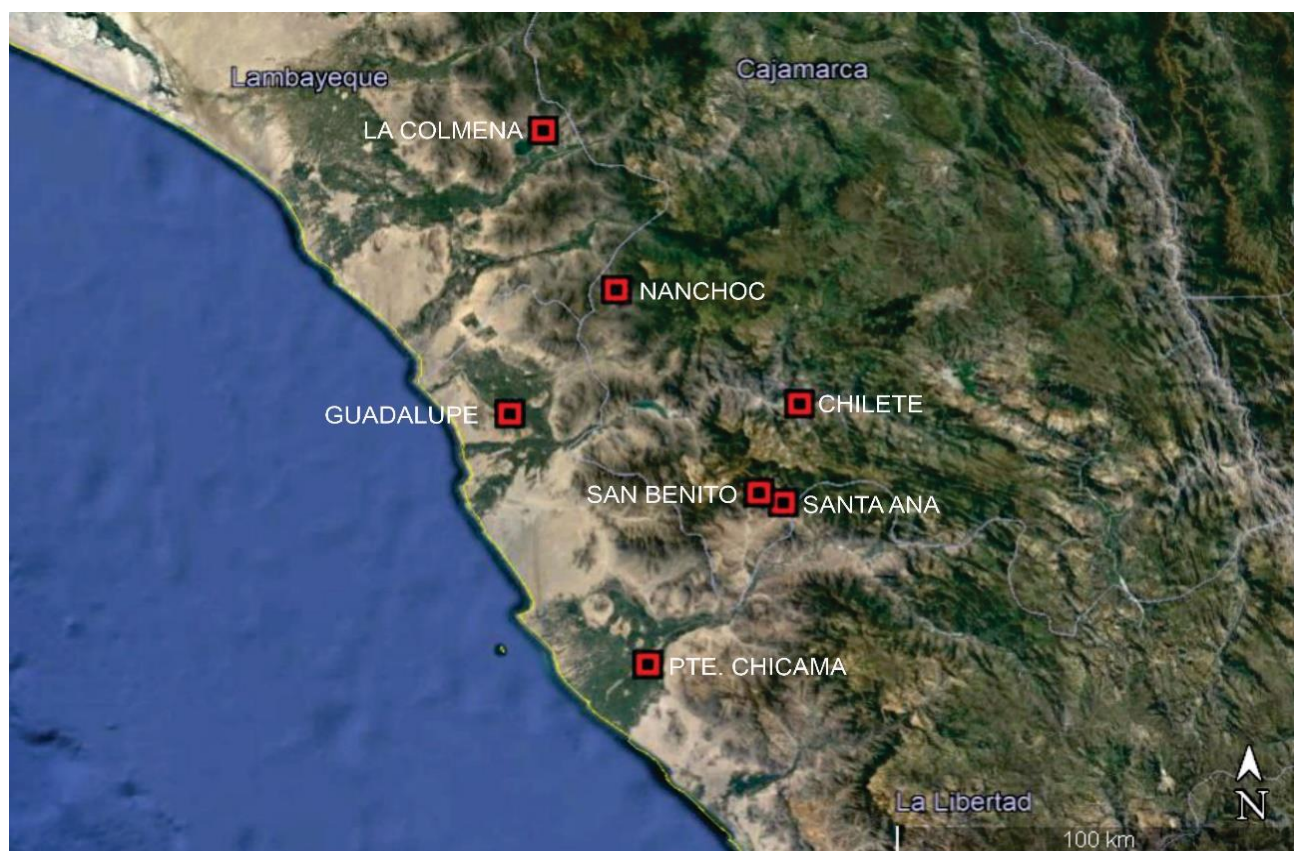 Lambayeque
Cajamarca
LA COLMENA
NANCHOC
GUADALUPE
CHILETE
SAN BENITO
SANTA ANA
PTE. CHICAMA
La Libertad
N
100 km